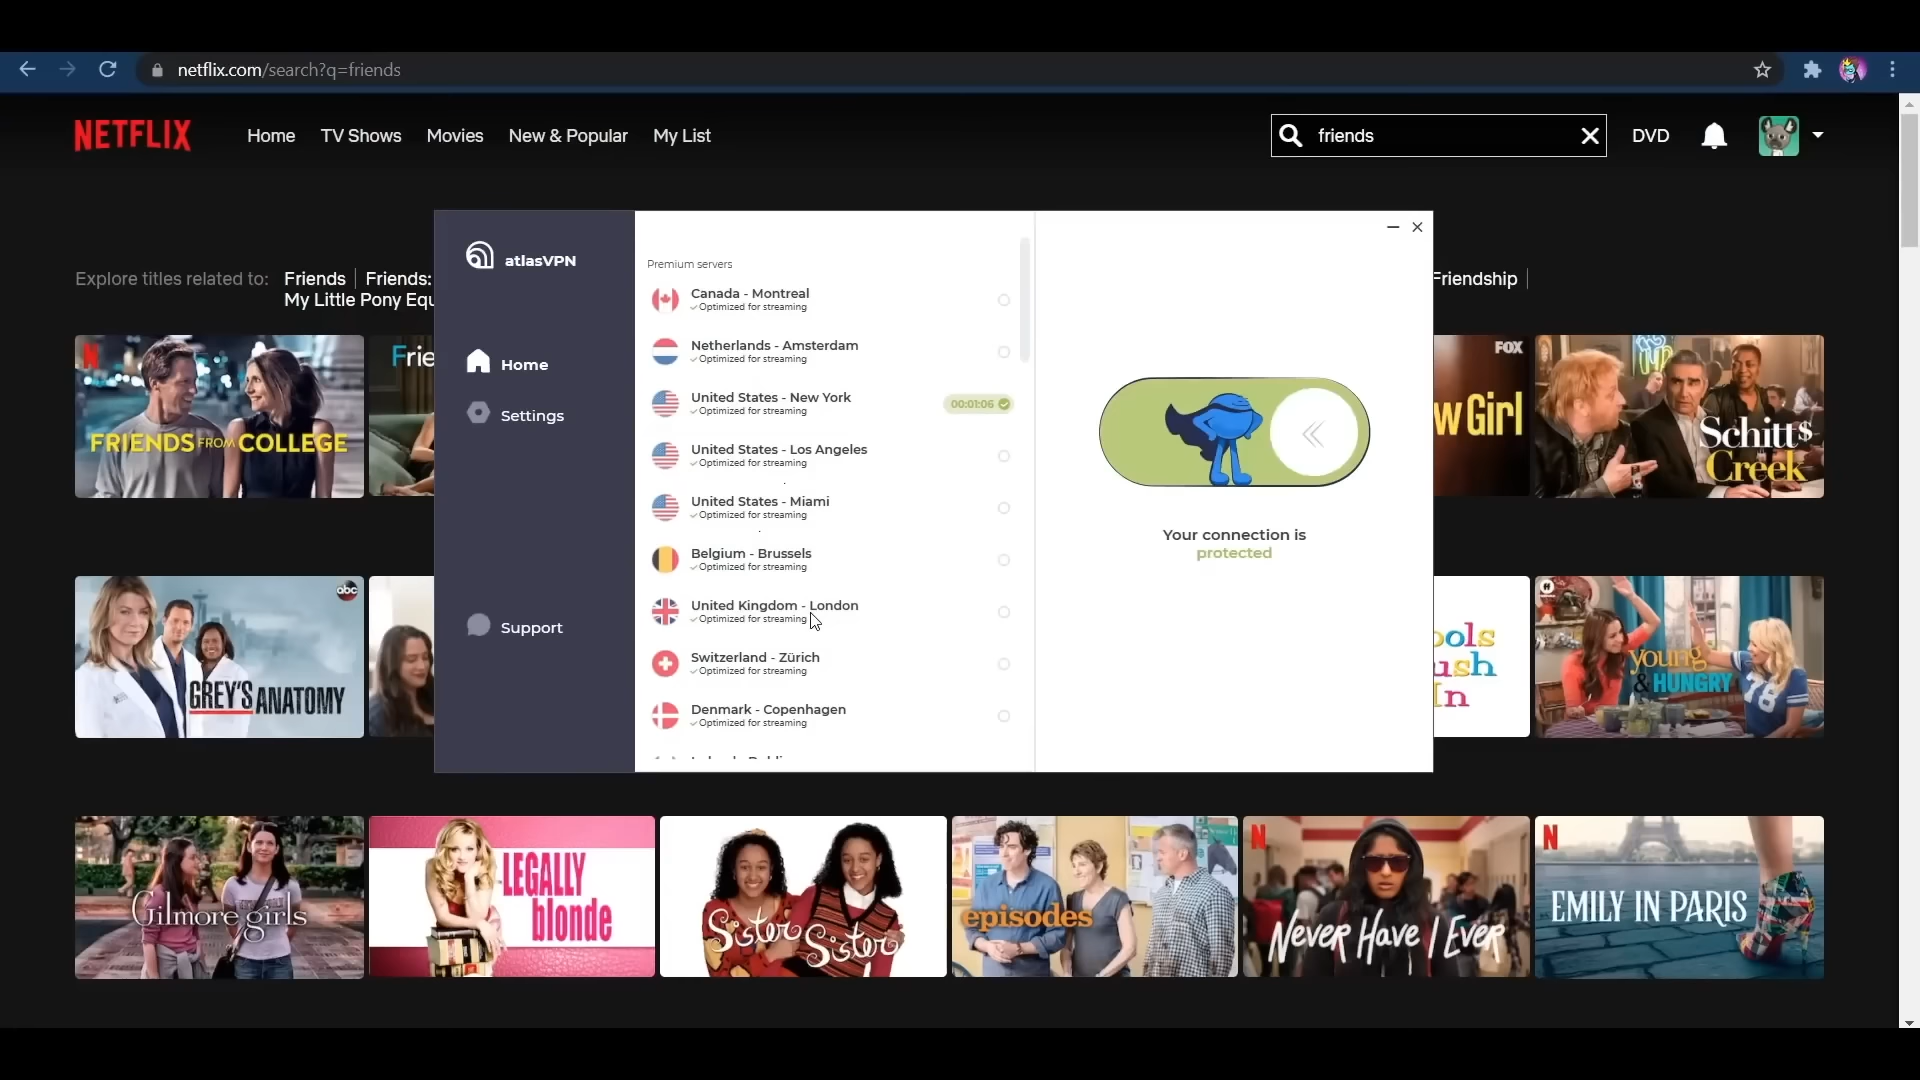 netflix.com/search?q=friends
NETFLIX
Home
TV Shows
Movies
New & Popular
My List
friends
DVD
Explore titles related to:
Friends
Friends:
Friendship
My Little Pony Equ
atlasVPN
Home
Settings
Support
Premium servers
Canada - Montreal
Optimized for streaming
Netherlands - Amsterdam
Optimized for streaming
United States - New York
Optimized for streaming
00:01:06
United States - Los Angeles
Optimized for streaming
United States - Miami
Optimized for streaming
Belgium - Brussels
Optimized for streaming
United Kingdom - London
Optimized for streaming
Switzerland - Zürich
Optimized for streaming
Denmark - Copenhagen
Optimized for streaming
Your connection is
protected
N
FRIENDS FROM COLLEGE
Frie
FOX
w Girl
Schitt$
Creek
abc
GREY'S ANATOMY
ools
ush
In
young
& HUNGRY
78
Gilmore girls
LEGALLY
blonde
Sister
Sister
episodes
N
Never Have I Ever
N
EMILY IN PARIS